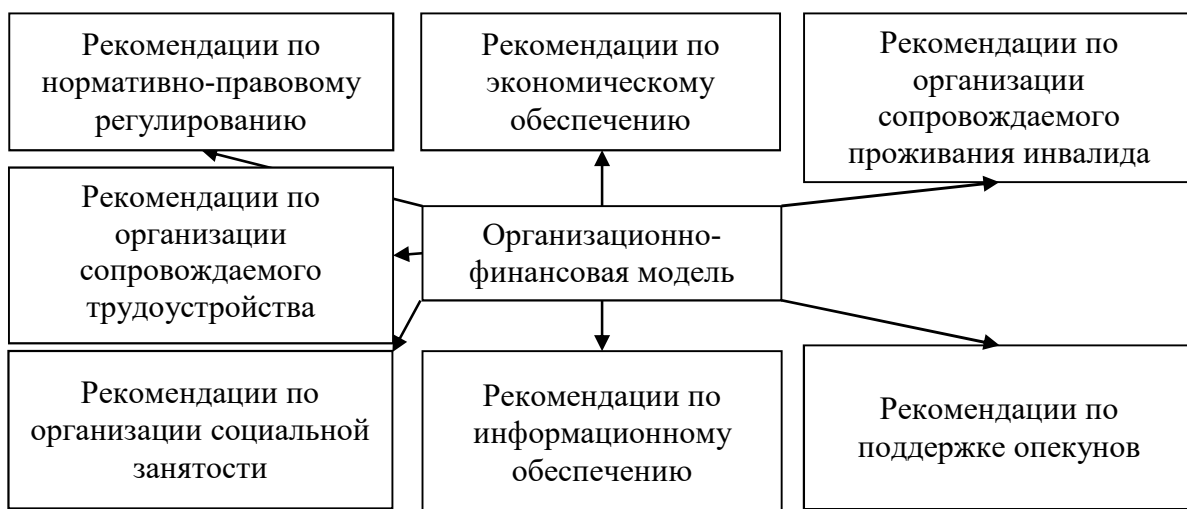 Рекомендации по
нормативно-правовому
регулированию
Рекомендации по
экономическому
обеспечению
Рекомендации по
организации
сопровождаемого
проживания инвалида
Рекомендации по
организации
сопровождаемого
трудоустройства
Организационно-
финансовая модель
Рекомендации по
организации социальной
занятости
Рекомендации по
информационному
обеспечению
Рекомендации по
поддержке опекунов